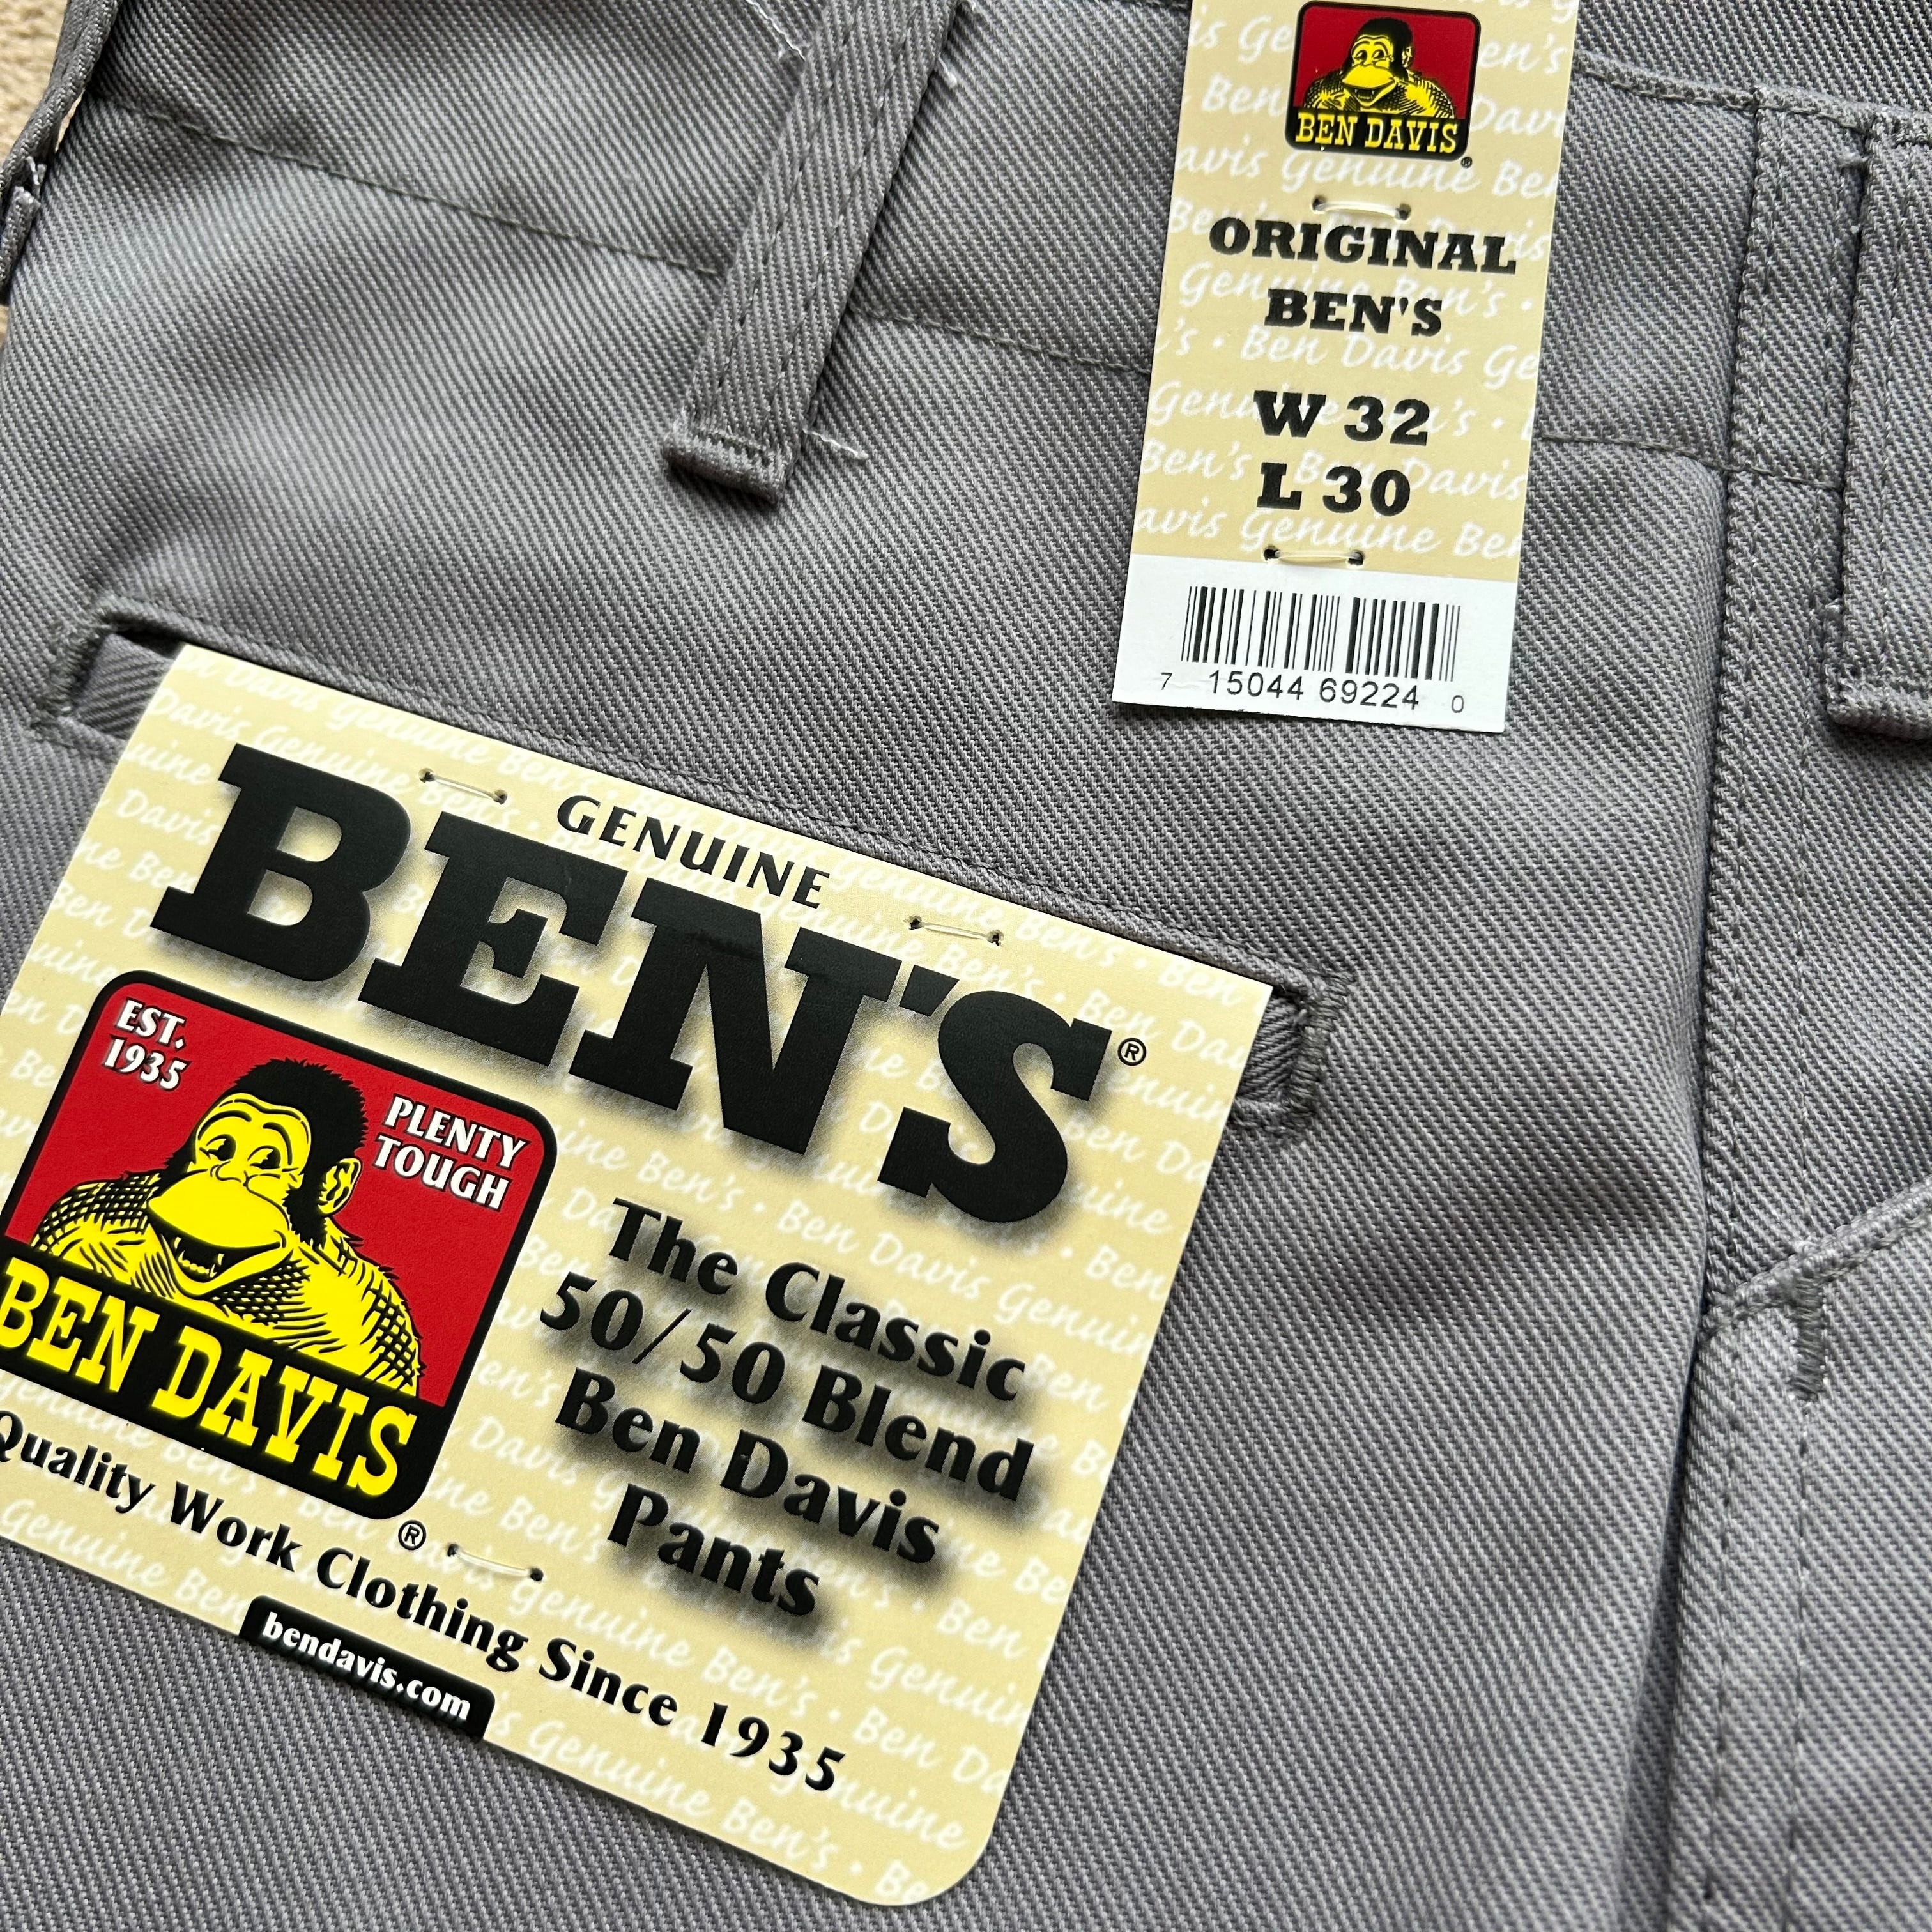 BEN DAVIS
ORIGINAL
BEN'S
W 32
L 30
7 15044 69224 0
GENUINE
BEN'S®
EST.
1935
PLENTY
TOUGH
BEN DAVIS
®
The Classic
50/50 Blend
Ben Davis
Pants
Quality Work Clothing Since 1935
bendavis.com